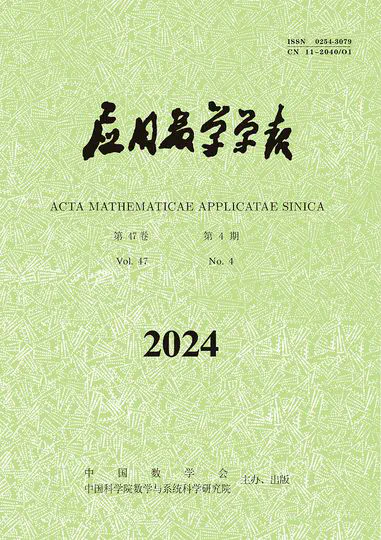 ISSN 0254-3079
CN 11-2040/O1
应用数学学报
ACTA MATHEMATICAE APPLICATAE SINICA
第 47卷 第 4 期
Vol. 47 No. 4
2024
中国数学会
中国科学院数学与系统科学研究院 主办、出版